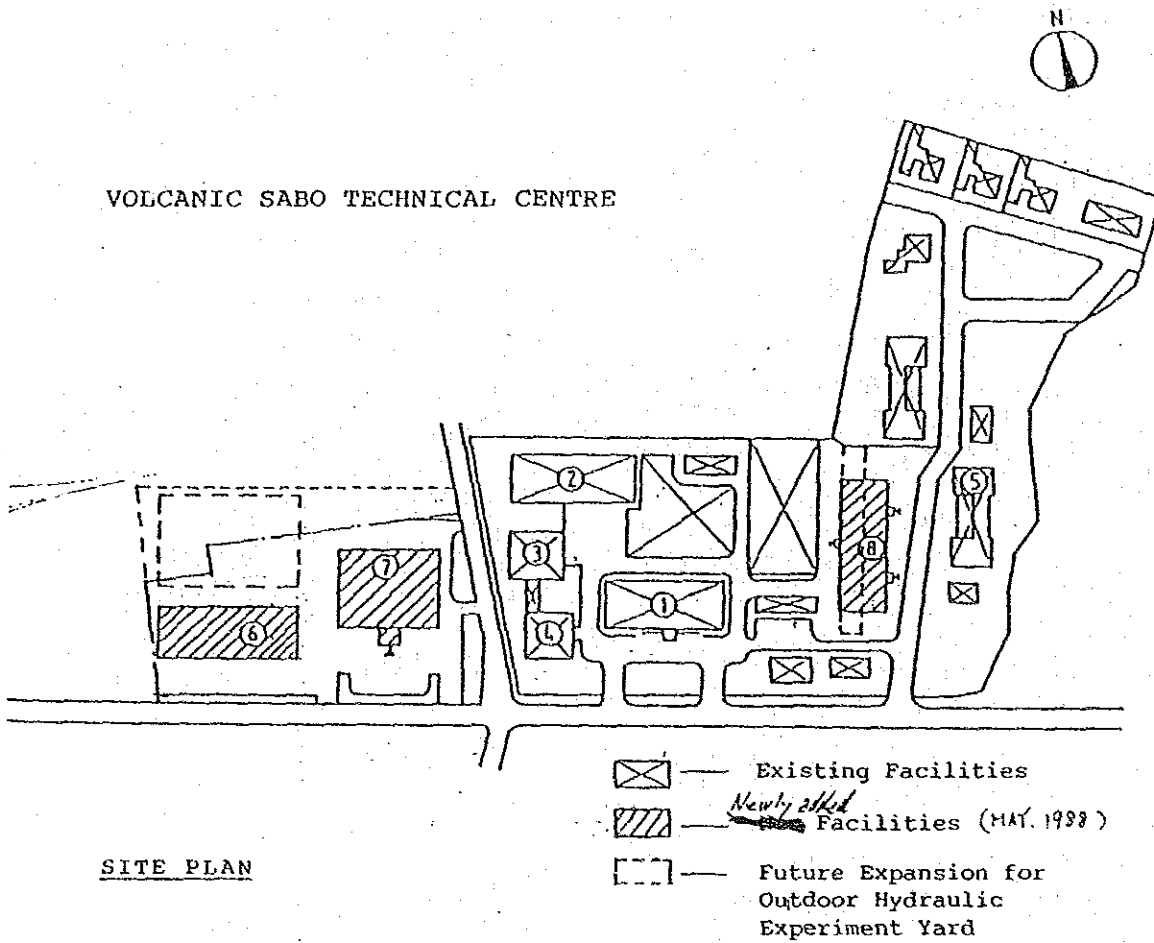 N
VOLCANIC SABO TECHNICAL CENTRE
2
5
3
7
8
1
6
4
Existing Facilities
Newly added
Facilities (MAY. 1988)
SITE PLAN
Future Expansion for
Outdoor Hydraulic
Experiment Yard